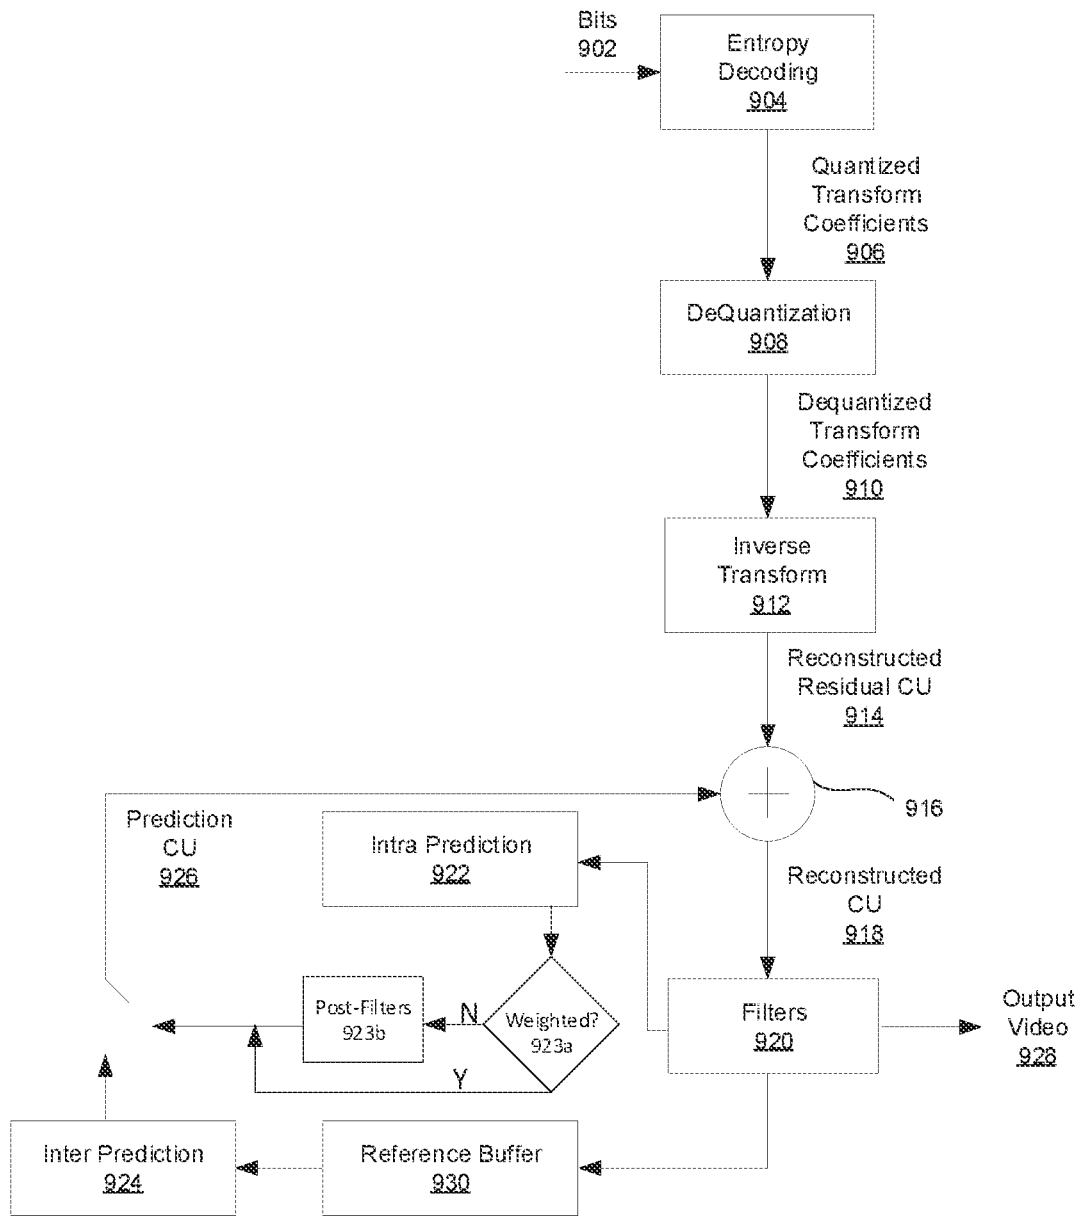 Bits
902
Entropy
Decoding
904
Quantized
Transform
Coefficients
906
DeQuantization
908
Dequantized
Transform
Coefficients
910
Inverse
Transform
912
Reconstructed
Residual CU
914
916
Prediction
CU
926
Intra Prediction
922
Reconstructed
CU
918
Post-Filters
923b
N
Weighted?
923a
Y
Filters
920
Output
Video
928
Inter Prediction
924
Reference Buffer
930